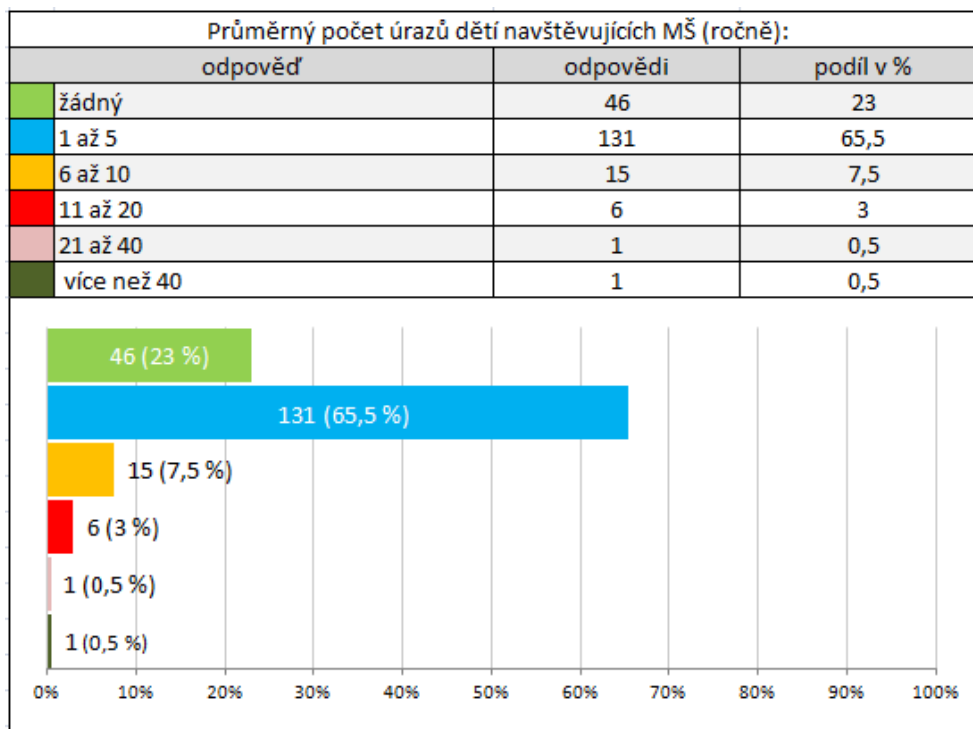 Průměrný počet úrazů dětí navštěvujících MŠ (ročně):
odpověď odpovědi podíl v %
žádný 46 23
1 až 5 131 65,5
6 až 10 15 7,5
11 až 20 6 3
21 až 40 1 0,5
více než 40 1 0,5
46 (23 %)
131 (65,5 %)
15 (7,5 %)
6 (3 %)
1 (0,5 %)
1 (0,5 %)
0% 10% 20% 30% 40% 50% 60% 70% 80% 90% 100%